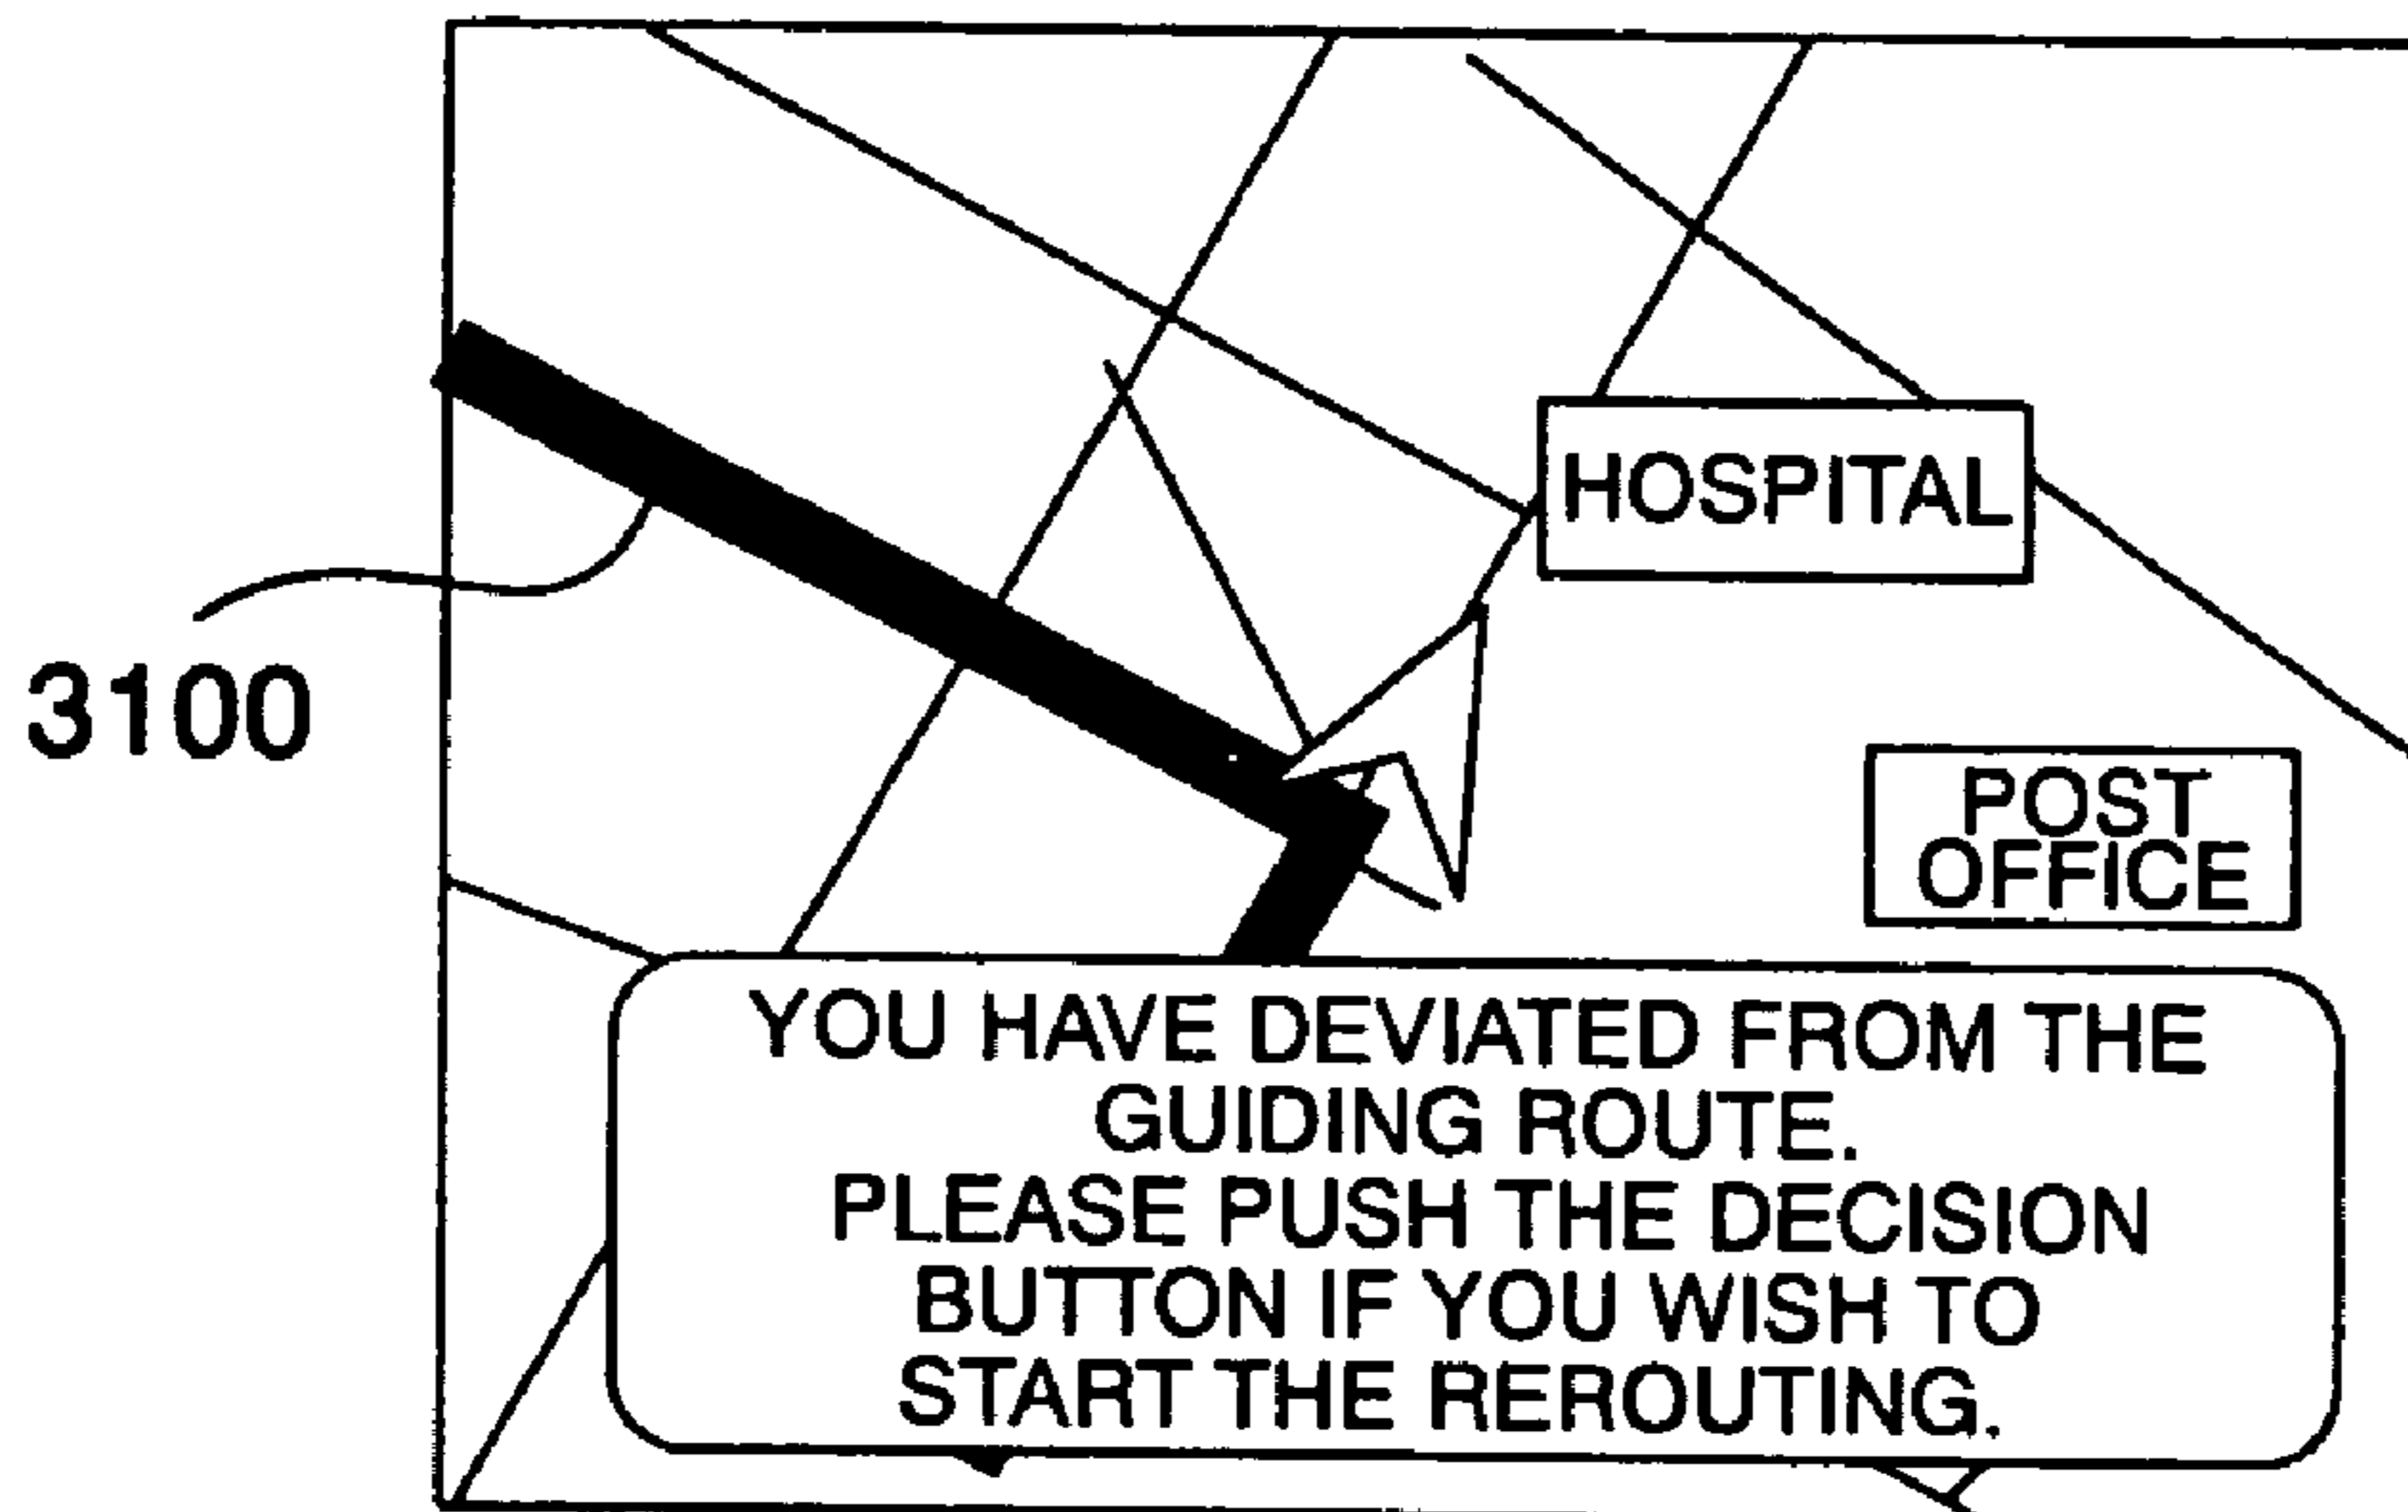 HOSPITAL
3100
POST
OFFICE
YOU HAVE DEVIATED FROM THE
GUIDING ROUTE.
PLEASE PUSH THE DECISION
BUTTON IF YOU WISH TO
START THE REROUTING.